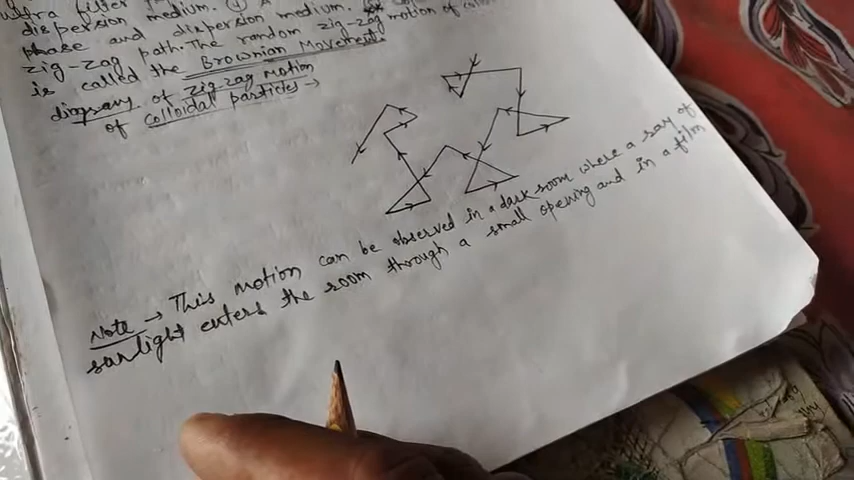 ultra filter
dispersion medium. ① A
phase and dispersion medium.
zig-zag path. The random zig-zag motion of
is called the Brownian Movement
diagram of zig-zag motion
of colloidal particles →
Note → This motion can be observed in a dark room where a ray of
sunlight enters the room through a small opening and in a film